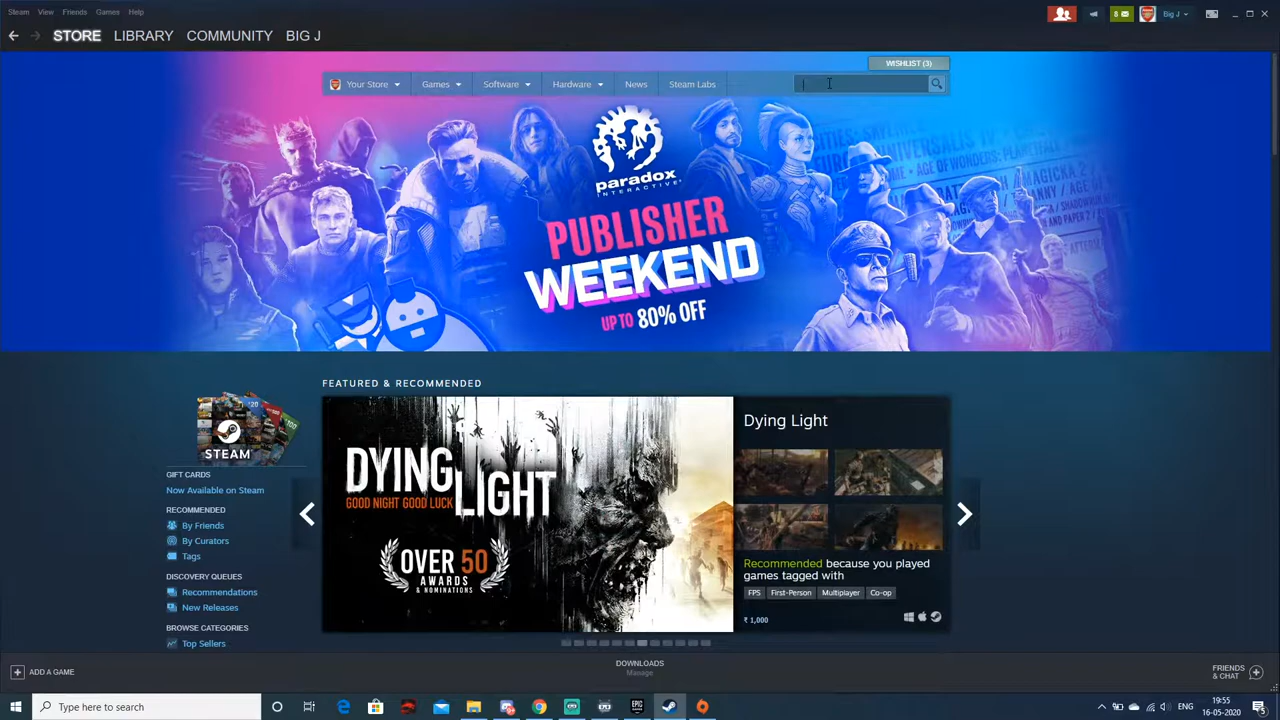 Steam View Friends Games Help
8 Big J
STORE LIBRARY COMMUNITY BIG J
WISHLIST (3)
Your Store Games Software Hardware News Steam Labs
paradox
INTERACTIVE
PUBLISHER
WEEKEND
UP TO 80% OFF
FEATURED & RECOMMENDED
STEAM
GIFT CARDS
Now Available on Steam
RECOMMENDED
By Friends
By Curators
Tags
DISCOVERY QUEUES
Recommendations
New Releases
BROWSE CATEGORIES
Top Sellers
DYING LIGHT
GOOD NIGHT GOOD LUCK
OVER 50
AWARDS
& NOMINATIONS
Dying Light
Recommended because you played
games tagged with
FPS First-Person Multiplayer Co-op
₹ 1,000
ADD A GAME
DOWNLOADS
Manage
FRIENDS
& CHAT
Type here to search
EPIC
GAMES
ENG
19:55
16-05-2020